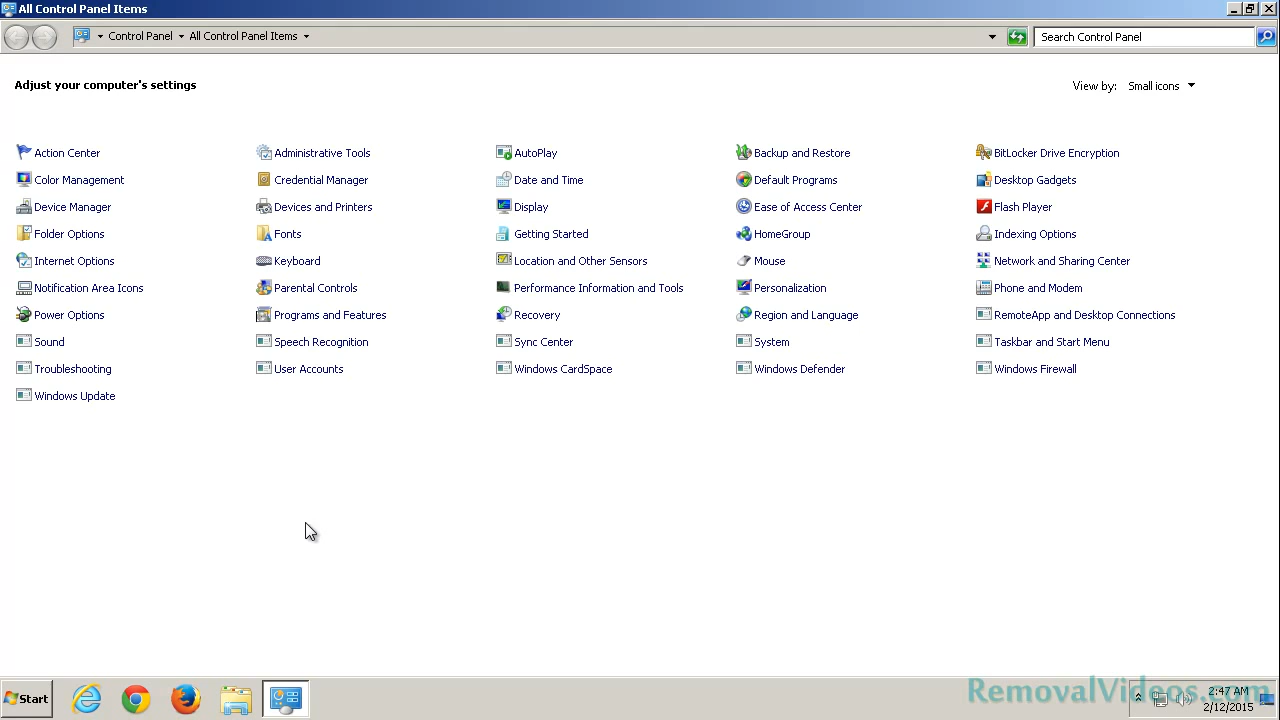 All Control Panel Items
Control Panel All Control Panel Items Search Control Panel
Adjust your computer's settings View by: Small icons
Action Center Administrative Tools AutoPlay Backup and Restore BitLocker Drive Encryption
Color Management Credential Manager Date and Time Default Programs Desktop Gadgets
Device Manager Devices and Printers Display Ease of Access Center Flash Player
Folder Options Fonts Getting Started HomeGroup Indexing Options
Internet Options Keyboard Location and Other Sensors Mouse Network and Sharing Center
Notification Area Icons Parental Controls Performance Information and Tools Personalization Phone and Modem
Power Options Programs and Features Recovery Region and Language RemoteApp and Desktop Connections
Sound Speech Recognition Sync Center System Taskbar and Start Menu
Troubleshooting User Accounts Windows CardSpace Windows Defender Windows Firewall
Windows Update
Start RemovalVideos.com 2:47 AM
2/12/2015